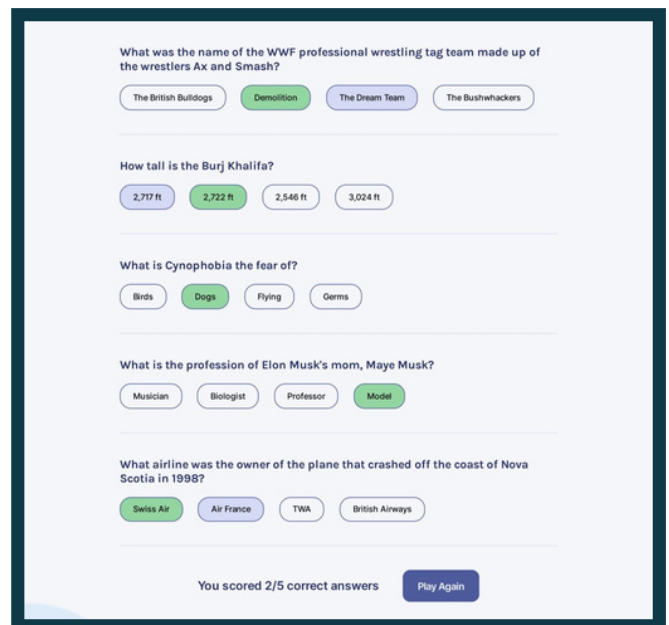 What was the name of the WWF professional wrestling tag team made up of
the wrestlers Ax and Smash?
The British Bulldogs Demolition The Dream Team The Bushwhackers
How tall is the Burj Khalifa?
2,717 ft 2,722 ft 2,546 ft 3,024 ft
What is Cynophobia the fear of?
Birds Dogs Flying Germs
What is the profession of Elon Musk's mom, Maye Musk?
Musician Biologist Professor Model
What airline was the owner of the plane that crashed off the coast of Nova
Scotia in 1998?
Swiss Air Air France TWA British Airways
You scored 2/5 correct answers Play Again